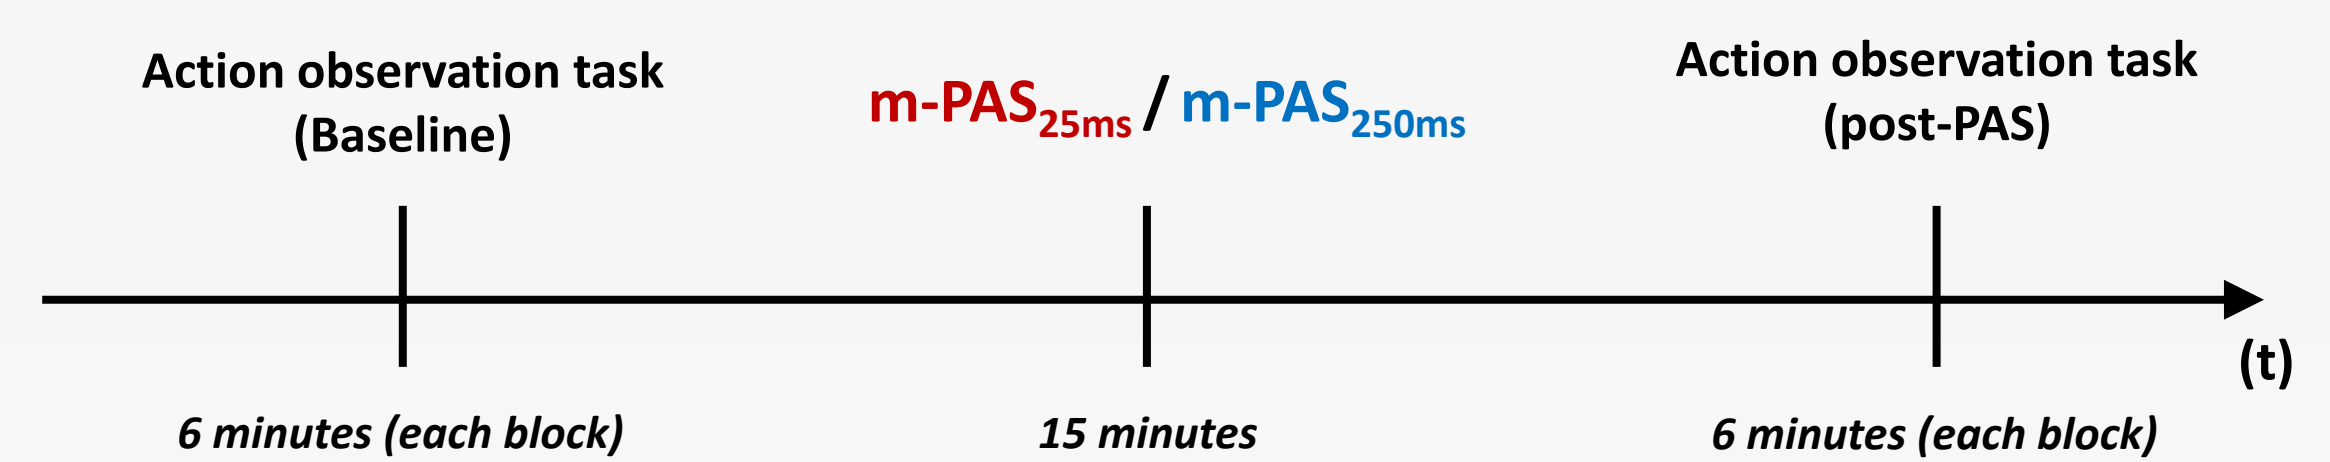 Action observation task
(Baseline)
m-PAS25ms / m-PAS250ms
Action observation task
(post-PAS)
(t)
6 minutes (each block)
15 minutes
6 minutes (each block)